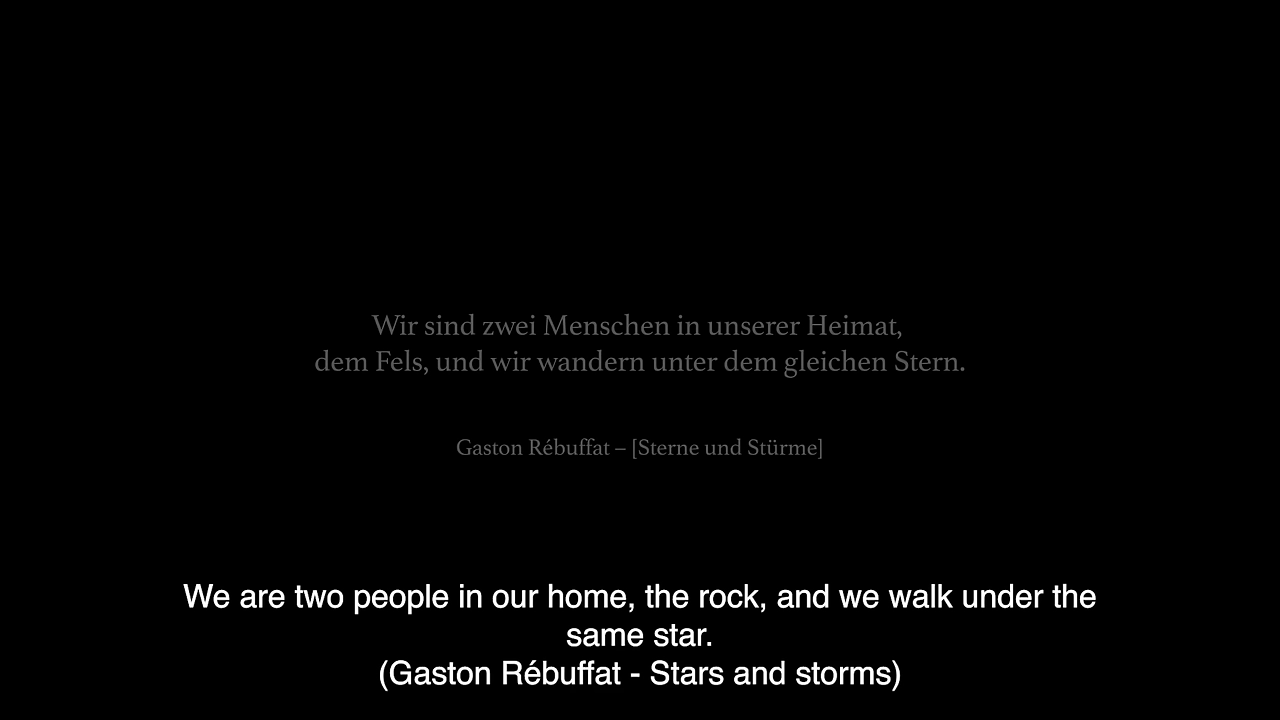 Wir sind zwei Menschen in unserer Heimat,
dem Fels, und wir wandern unter dem gleichen Stern.
Gaston Rébuffat – [Sterne und Stürme]
We are two people in our home, the rock, and we walk under the
same star.
(Gaston Rébuffat - Stars and storms)